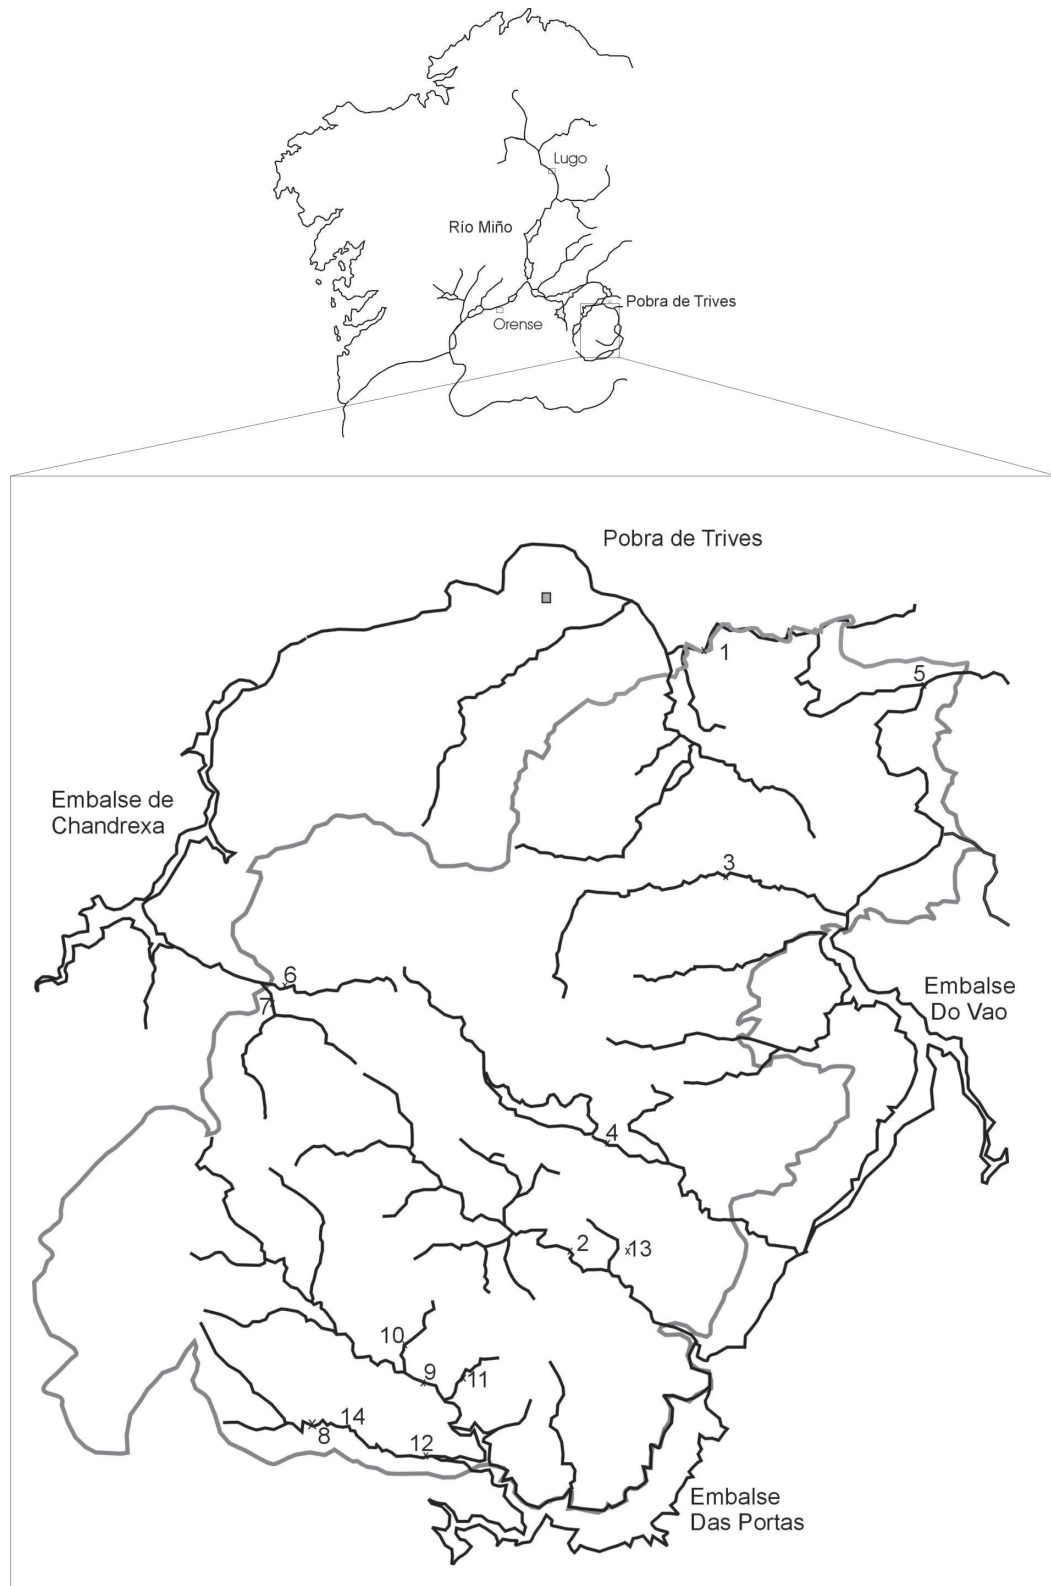 Lugo
Río Miño
Pobra de Trives
Orense
Pobra de Trives
1
5
Embalse de
Chandrexa
3
6
7
Embalse
Do Vao
4
2
13
10
9
11
14
8
12
Embalse
Das Portas